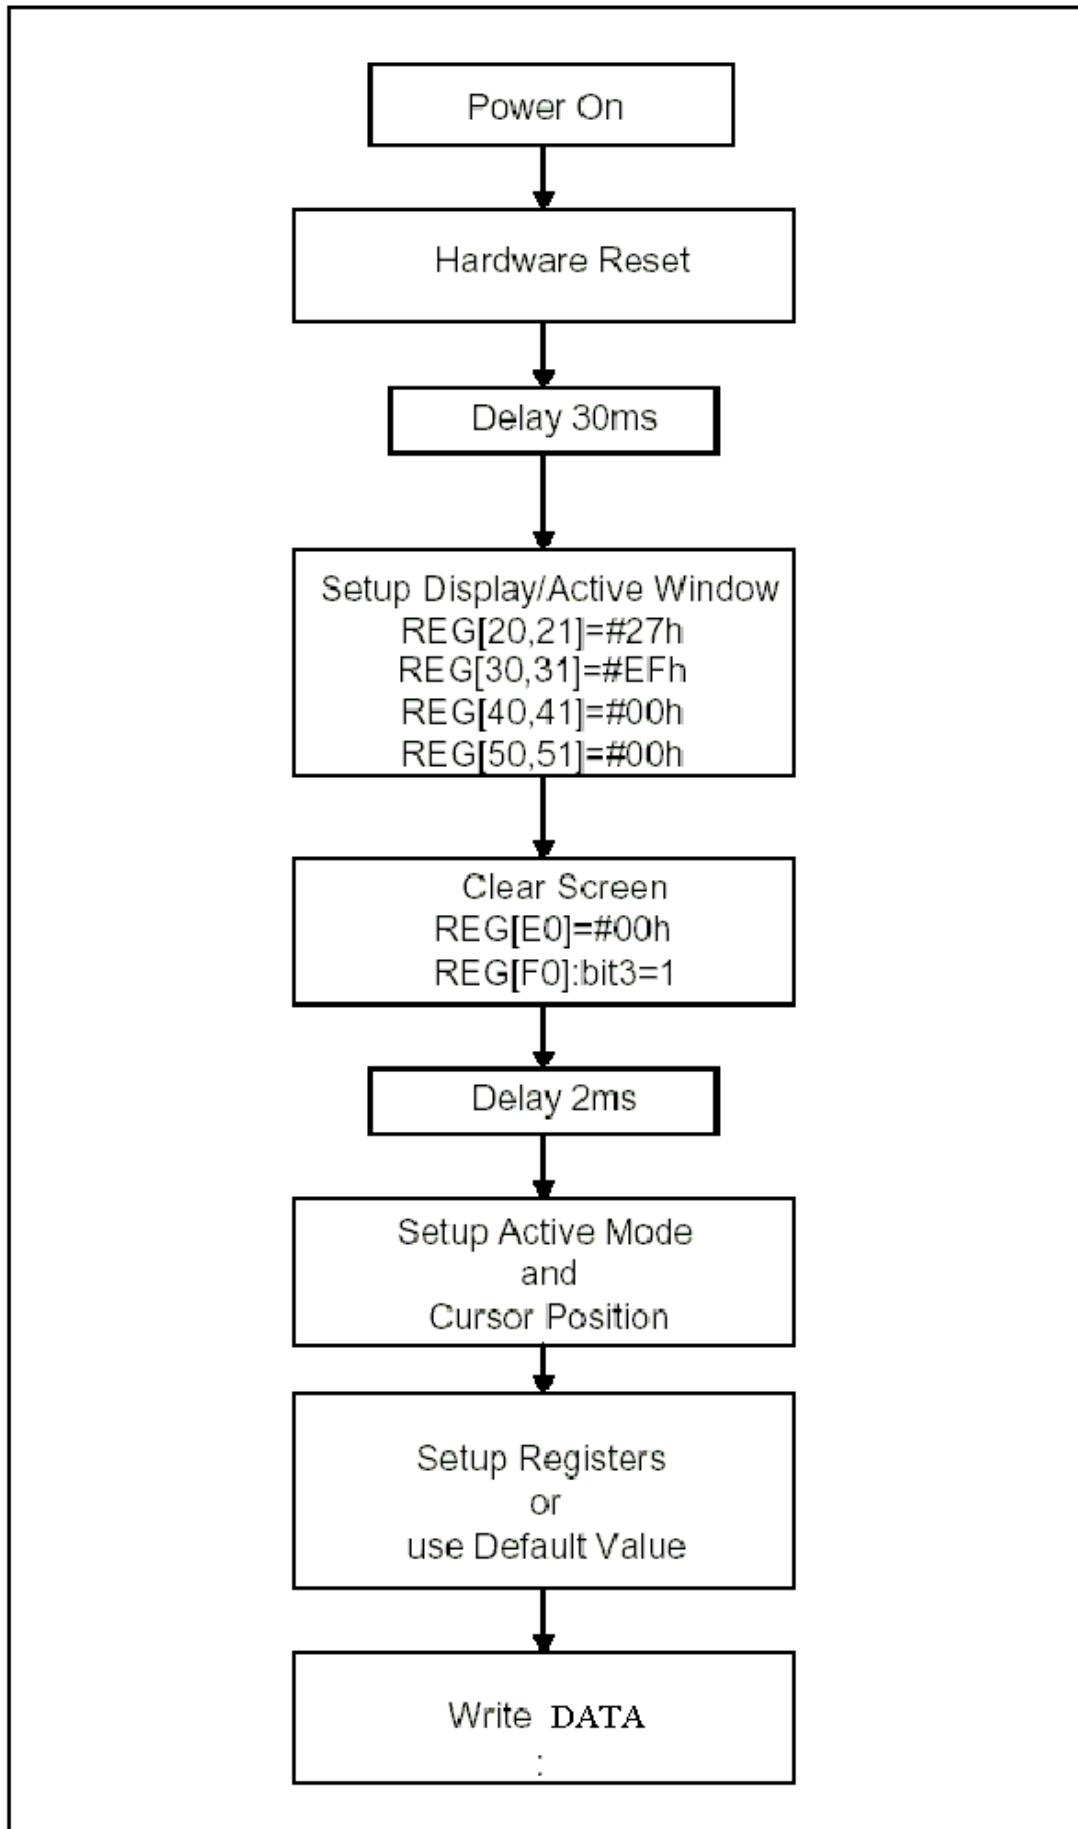 Power On
Hardware Reset
Delay 30ms
Setup Display/Active Window
REG[20,21]=#27h
REG[30,31]=#EFh
REG[40,41]=#00h
REG[50,51]=#00h
Clear Screen
REG[E0]=#00h
REG[F0]:bit3=1
Delay 2ms
Setup Active Mode
and
Cursor Position
Setup Registers
or
use Default Value
Write DATA
: